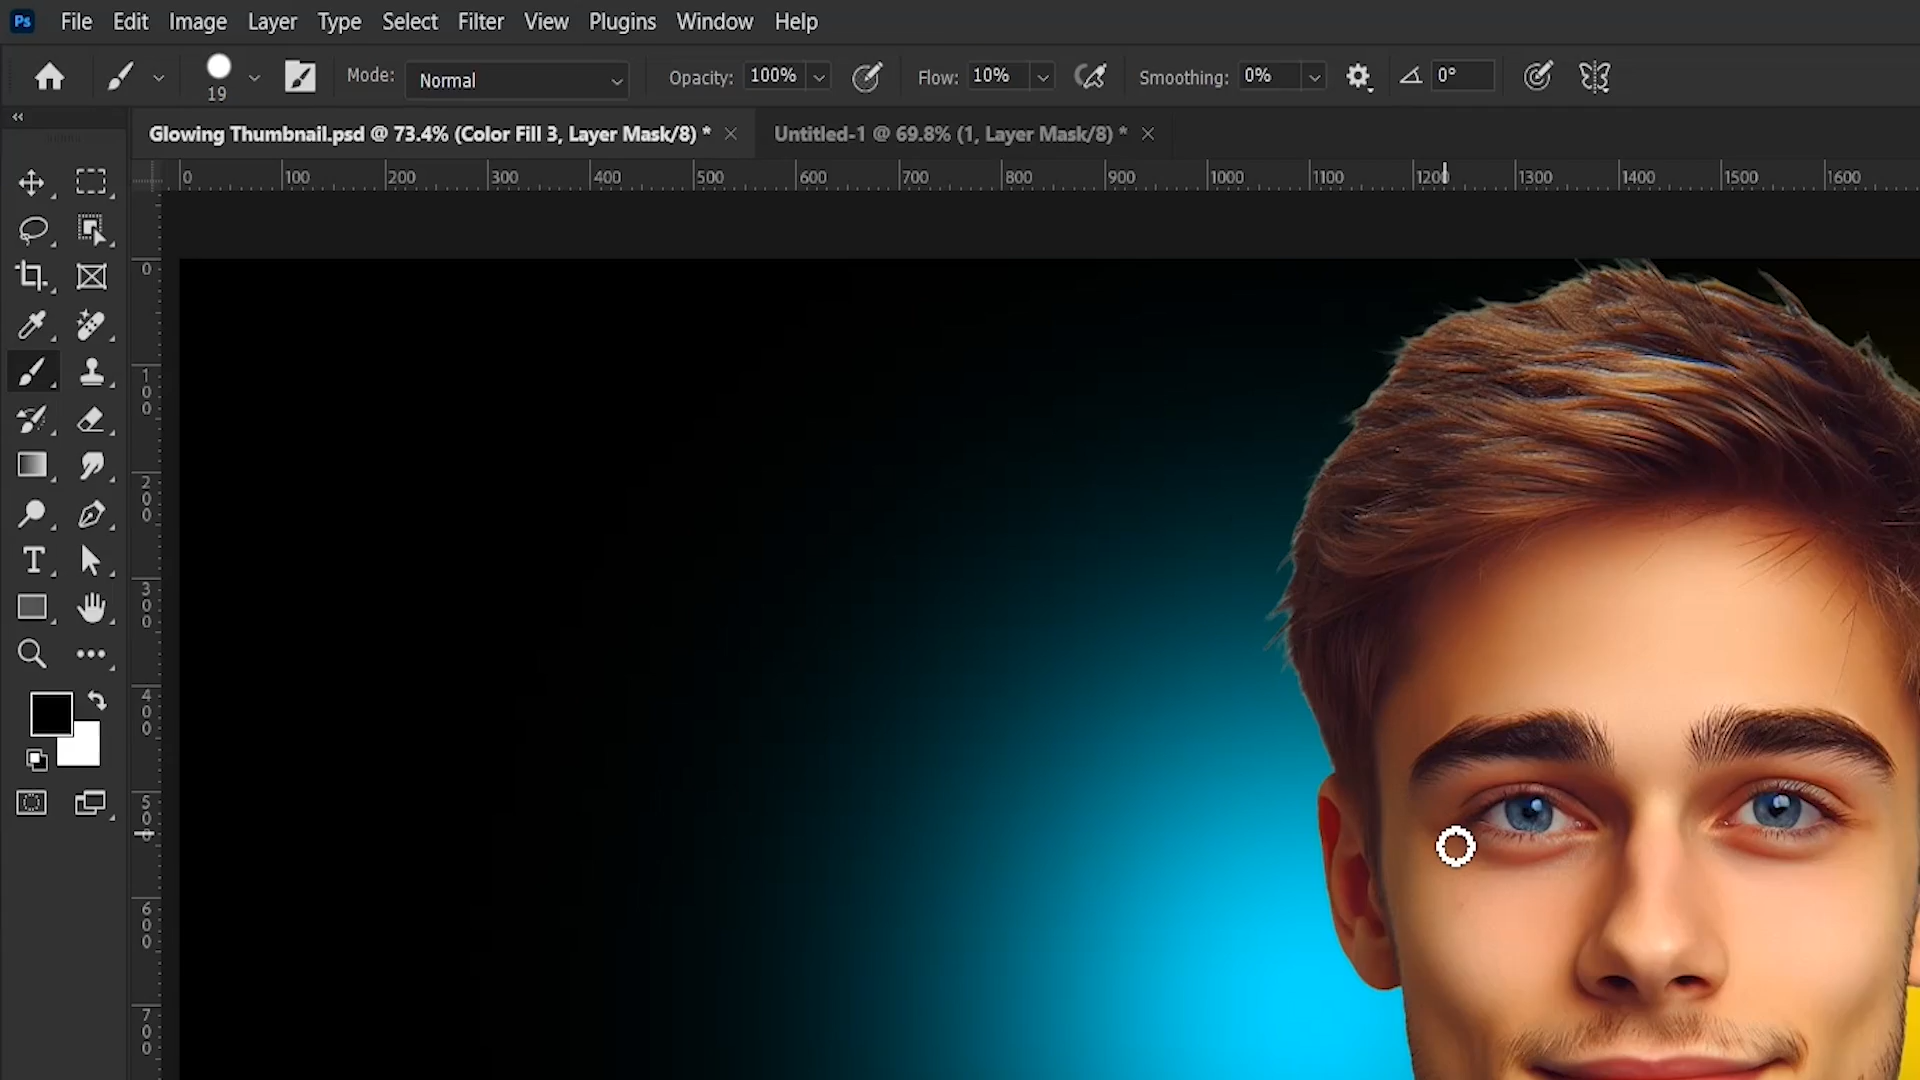 Ps File Edit Image Layer Type Select Filter View Plugins Window Help
19 Mode: Normal Opacity: 100% Flow: 10% Smoothing: 0% 0°
Glowing Thumbnail.psd @ 73.4% (Color Fill 3, Layer Mask/8) * Untitled-1 @ 69.8% (1, Layer Mask/8) *
0 100 200 300 400 500 600 700 800 900 1000 1100 1200 1300 1400 1500 1600
0
100
200
300
400
500
600
700